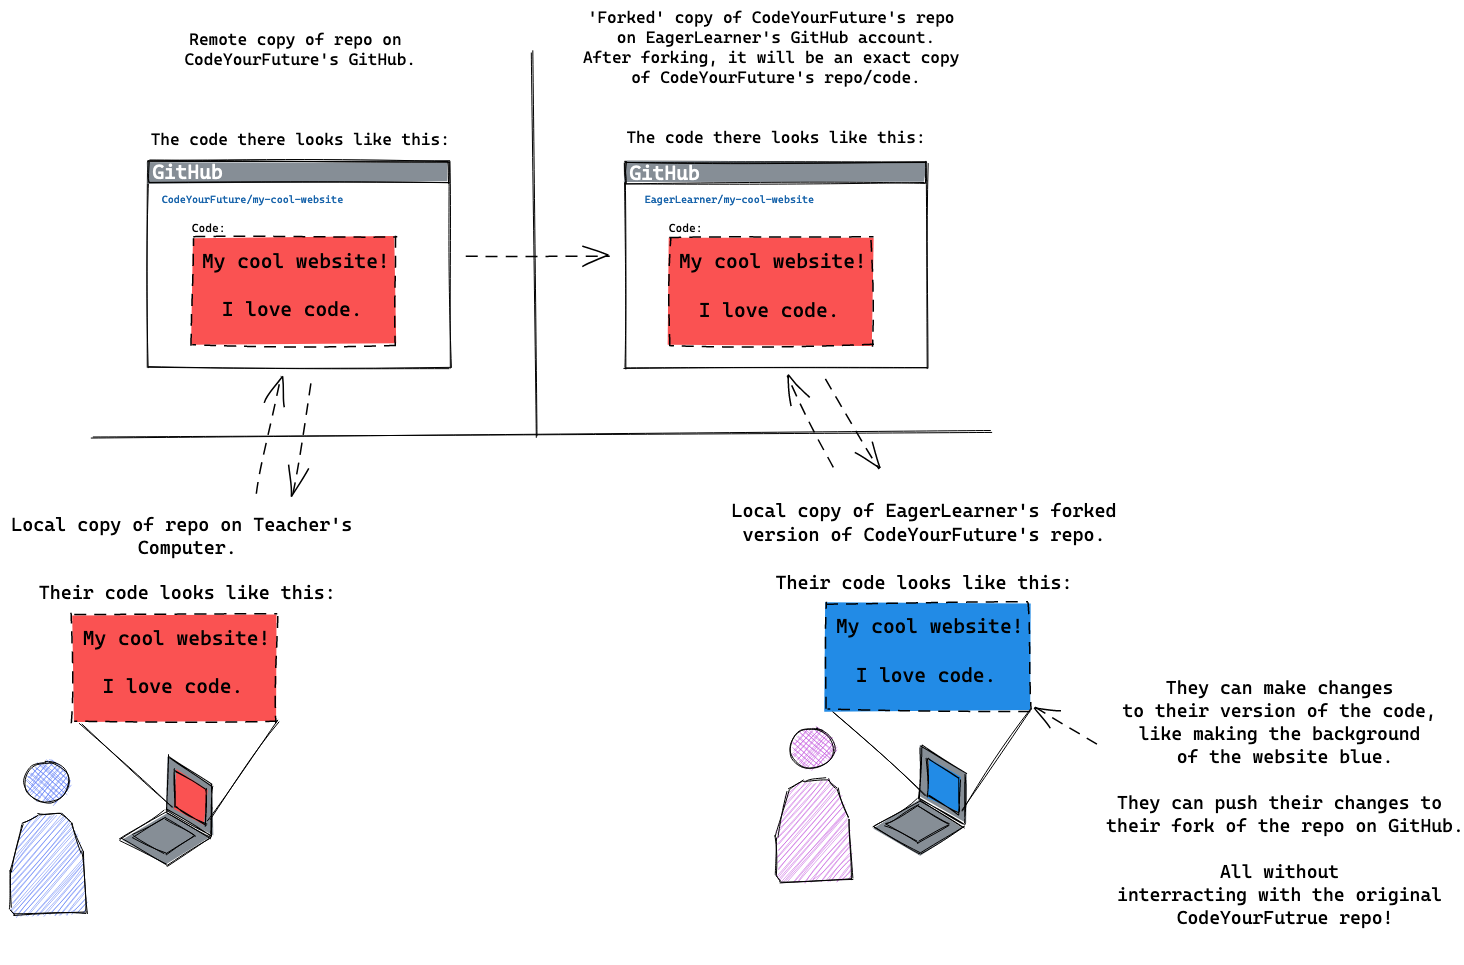 Remote copy of repo on
CodeYourFuture's GitHub.
The code there looks like this:
GitHub
CodeYourFuture/my-cool-website
Code:
My cool website!
I love code.
'Forked' copy of CodeYourFuture's repo
on EagerLearner's GitHub account.
After forking, it will be an exact copy
of CodeYourFuture's repo/code.
The code there looks like this:
GitHub
EagerLearner/my-cool-website
Code:
My cool website!
I love code.
Local copy of repo on Teacher's
Computer.
Their code looks like this:
My cool website!
I love code.
Local copy of EagerLearner's forked
version of CodeYourFuture's repo.
Their code looks like this:
My cool website!
I love code.
They can make changes
to their version of the code,
like making the background
of the website blue.
They can push their changes to
their fork of the repo on GitHub.
All without
interracting with the original
CodeYourFutrue repo!